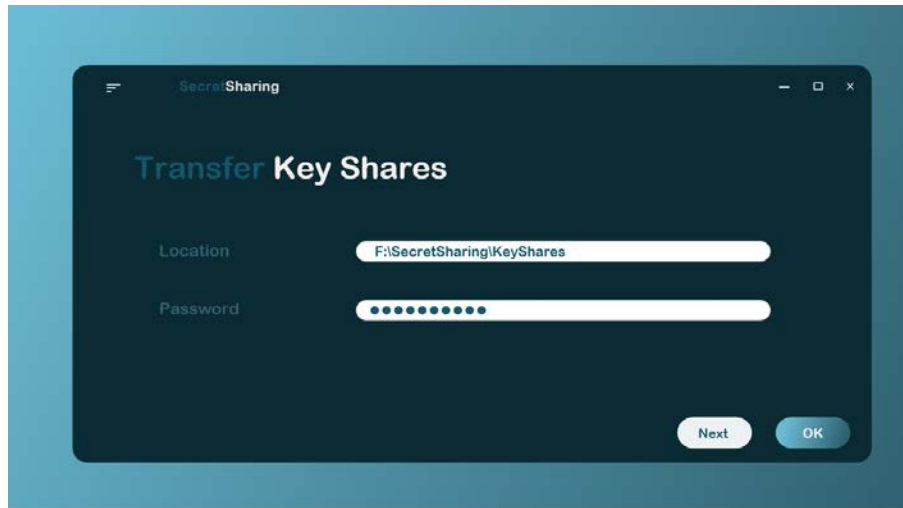 SecretSharing
Transfer Key Shares
Location F:\SecretSharing\KeyShares
Password ●●●●●●●●●●
Next OK